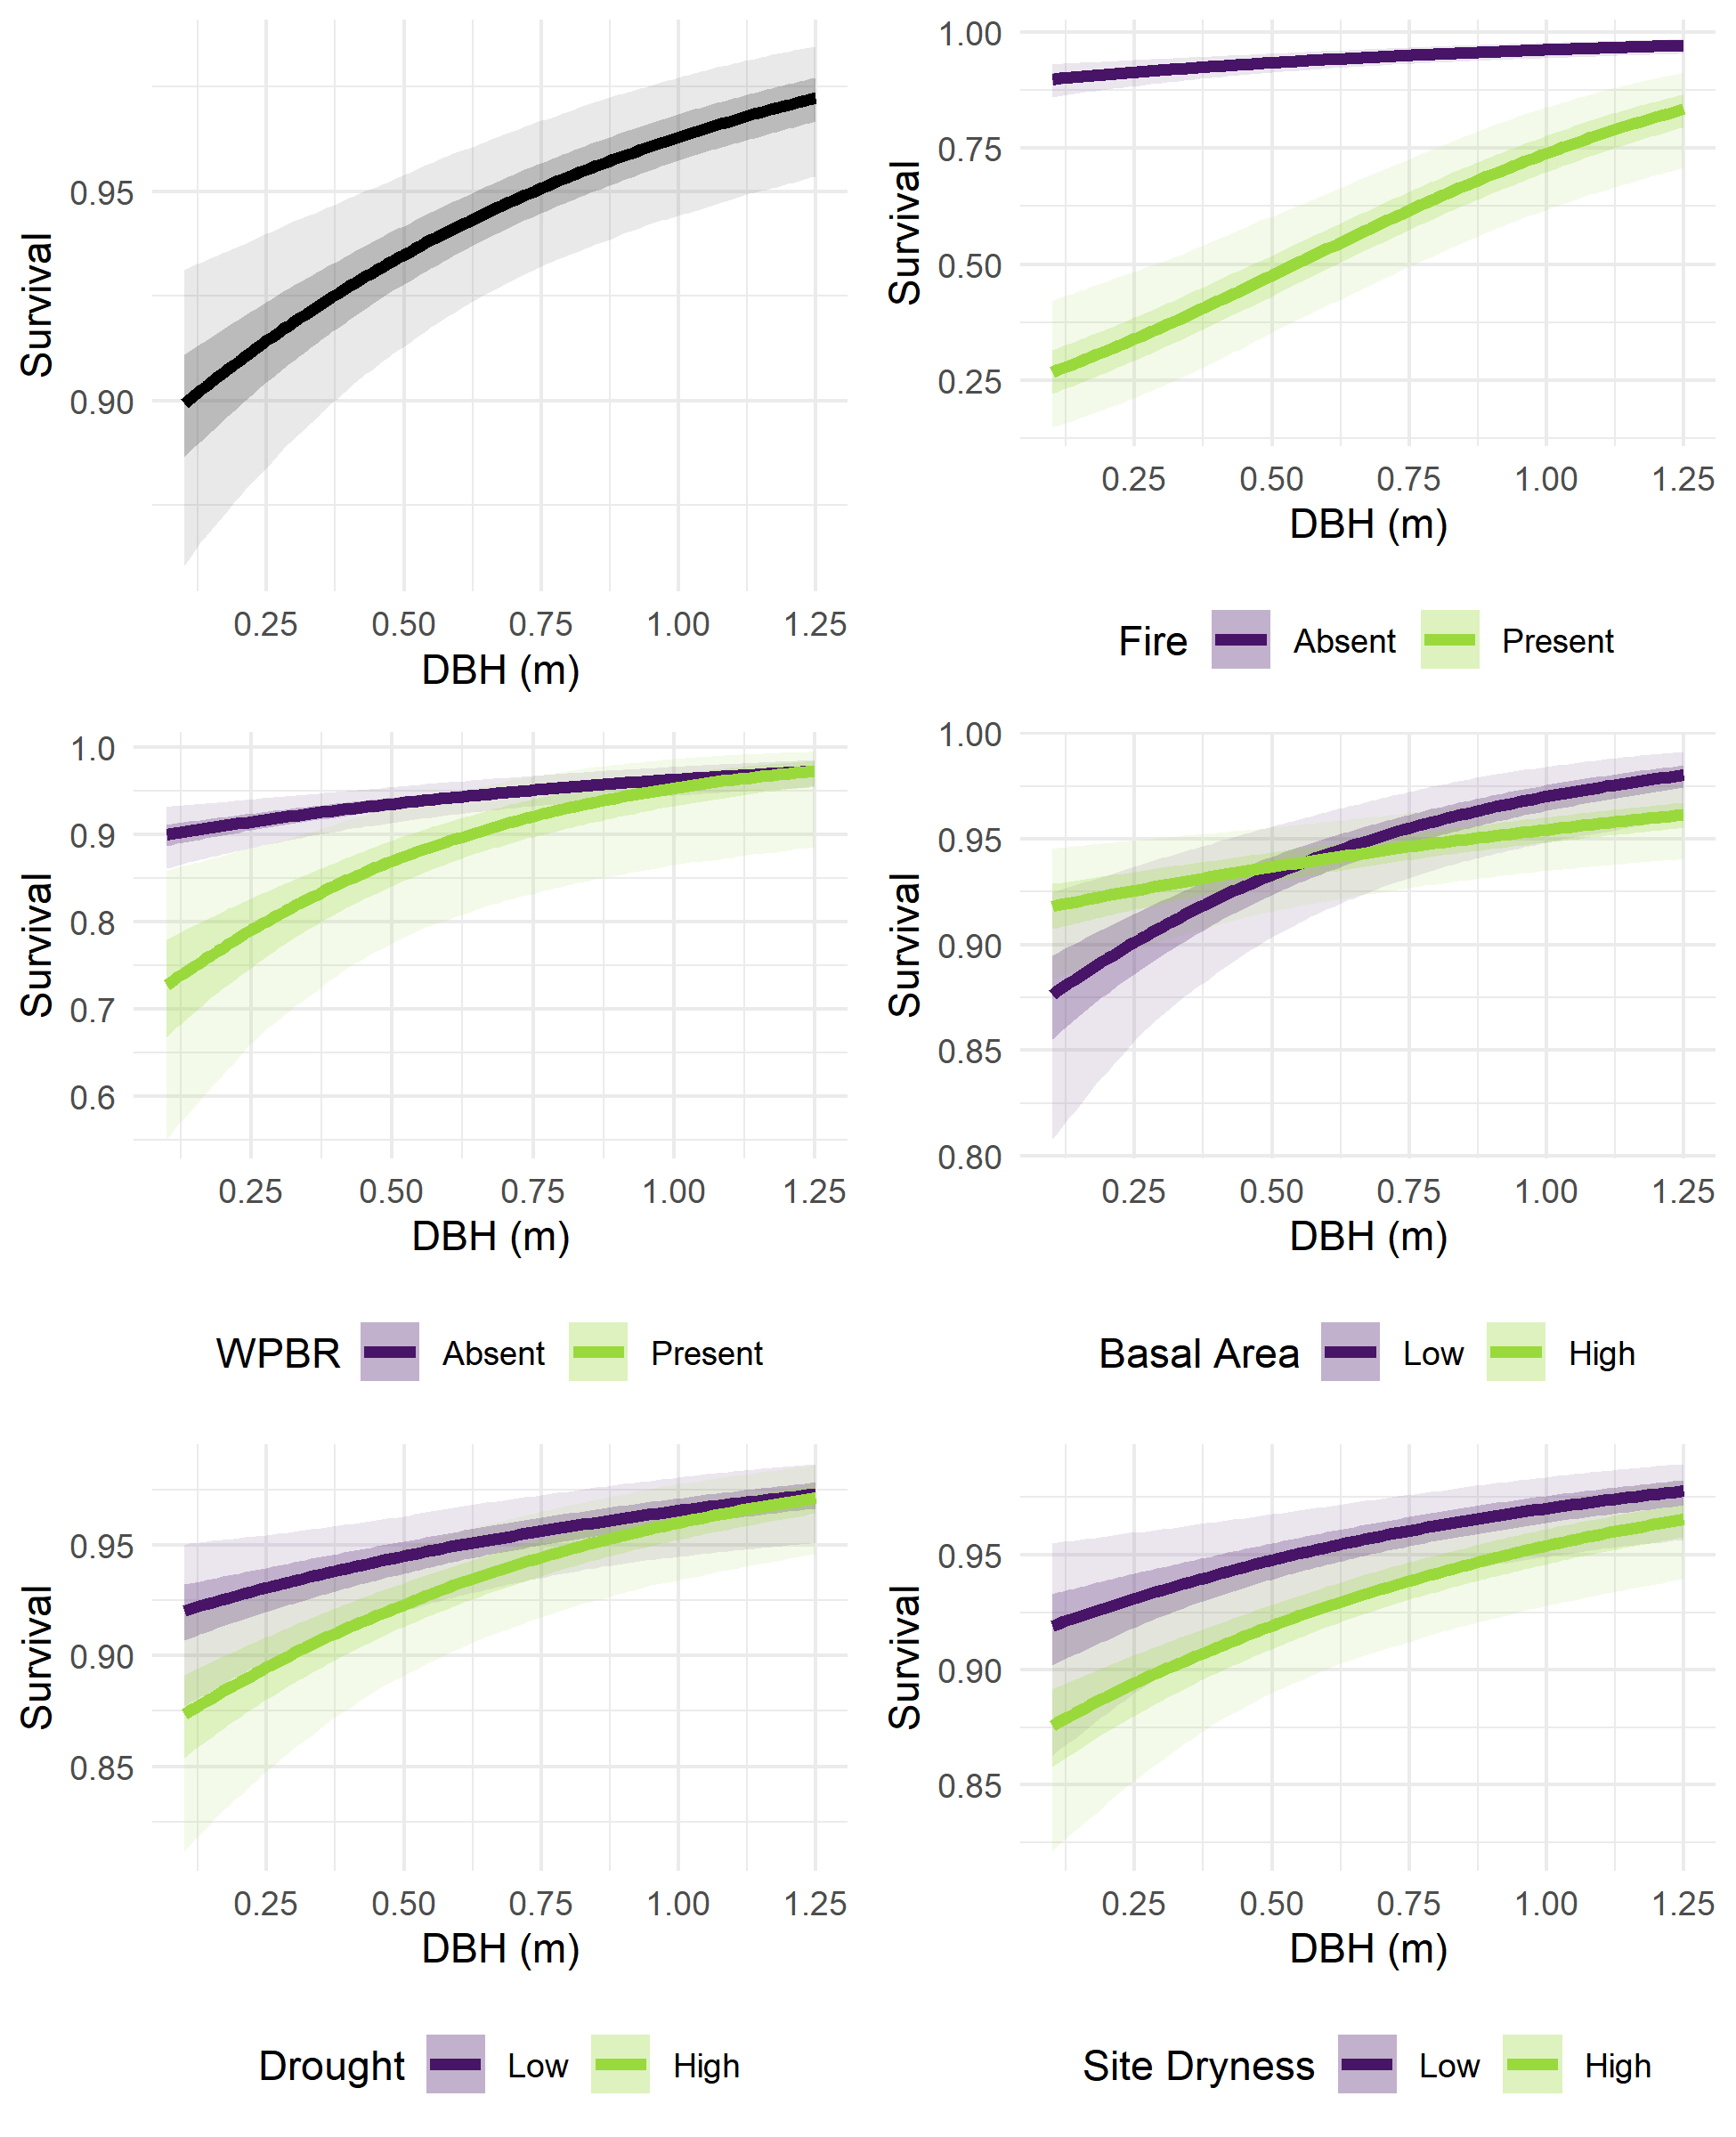 Survival
0.95
0.90
0.25 0.50 0.75 1.00 1.25
DBH (m)
Survival
1.00
0.75
0.50
0.25
0.25 0.50 0.75 1.00 1.25
DBH (m)
Fire Absent Present
Survival
1.0
0.9
0.8
0.7
0.6
0.25 0.50 0.75 1.00 1.25
DBH (m)
WPBR Absent Present
Survival
1.00
0.95
0.90
0.85
0.80
0.25 0.50 0.75 1.00 1.25
DBH (m)
Basal Area Low High
Survival
0.95
0.90
0.85
0.25 0.50 0.75 1.00 1.25
DBH (m)
Drought Low High
Survival
0.95
0.90
0.85
0.25 0.50 0.75 1.00 1.25
DBH (m)
Site Dryness Low High